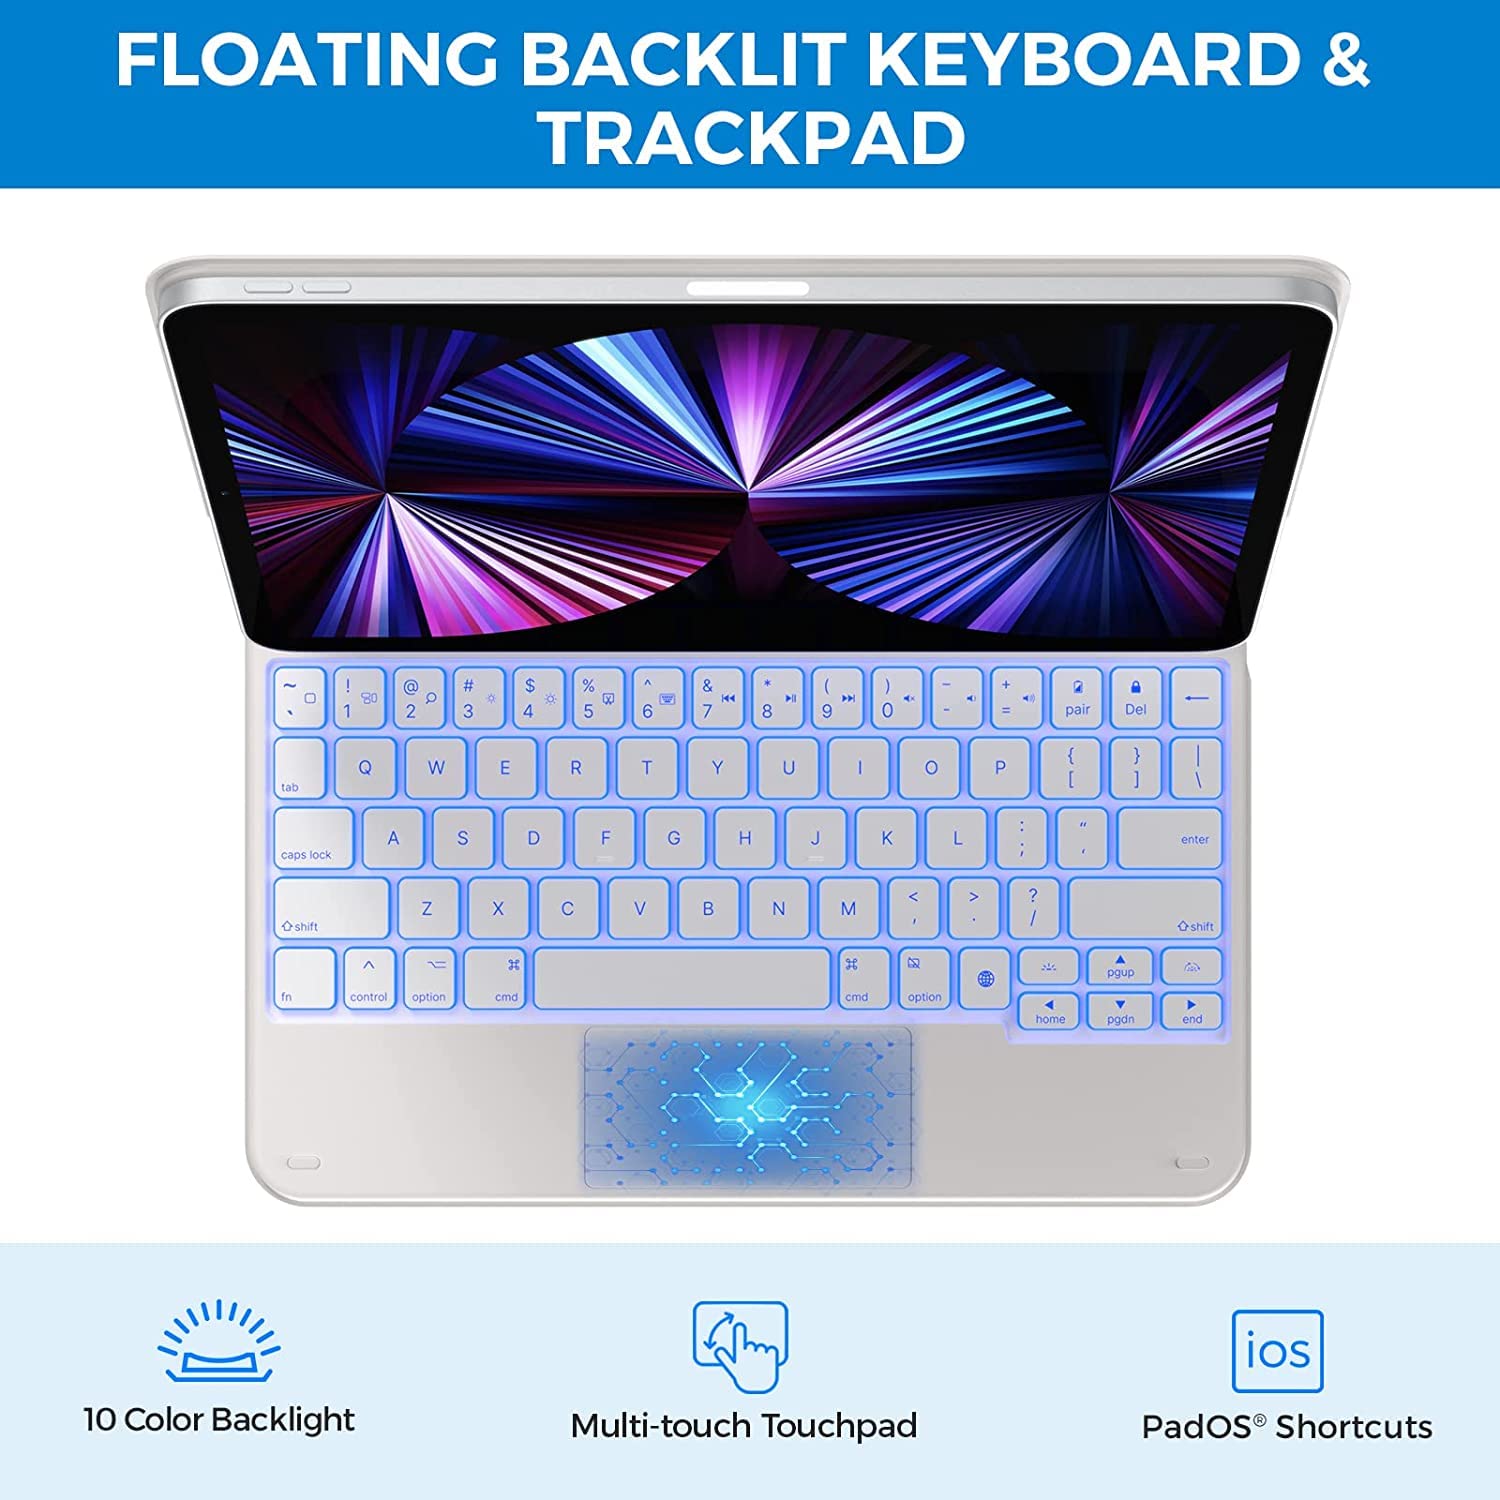 FLOATING BACKLIT KEYBOARD &
TRACKPAD
~ ! @ # $ % ^ & * ( ) - +
` 1 2 3 4 5 6 7 8 9 0 - = pair Del
tab Q W E R T Y U I O P { [ } ] | \
caps lock A S D F G H J K L : ; “ ‘ enter
shift Z X C V B N M < , > . ? / shift
fn control option cmd cmd option pgup
home pgdn end
10 Color Backlight
Multi-touch Touchpad
ios
PadOS® Shortcuts